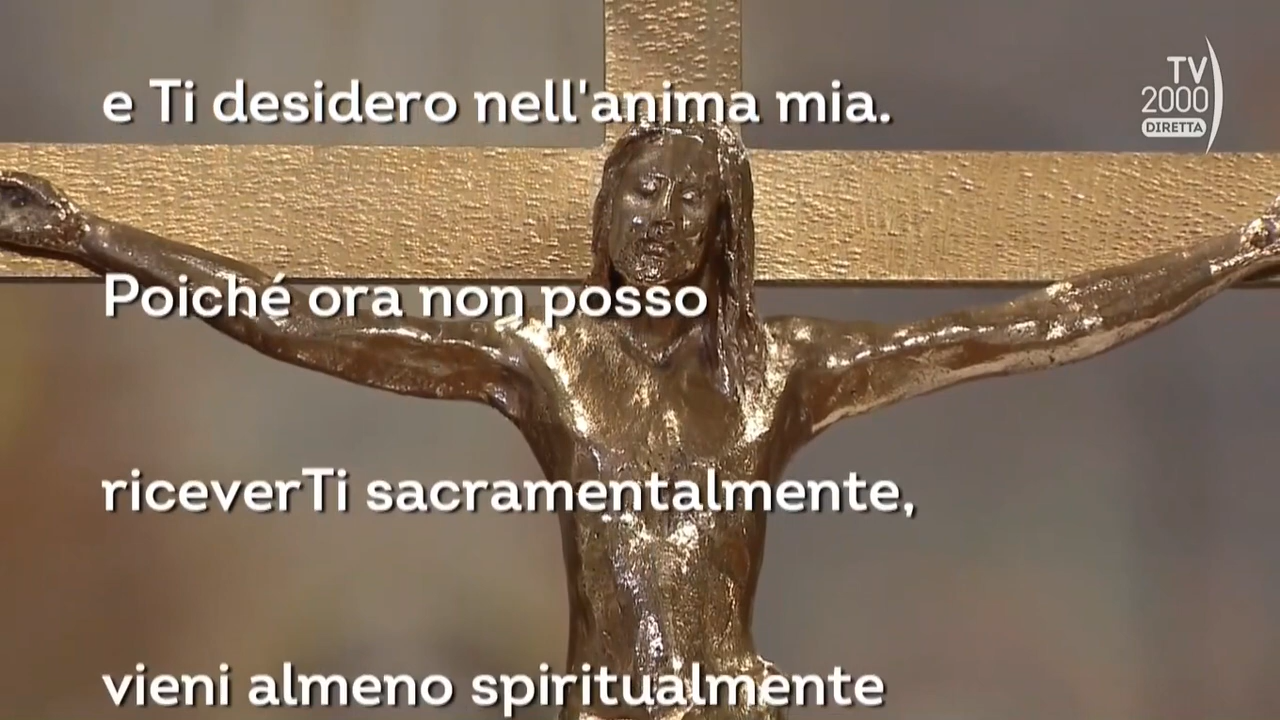 e Ti desidero nell'anima mia.
TV
2000
DIRETTA
Poiché ora non posso
riceverTi sacramentalmente,
vieni almeno spiritualmente